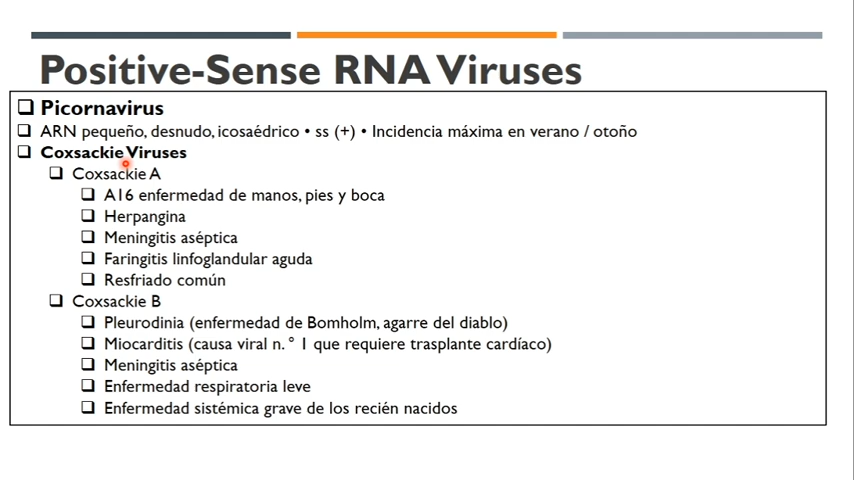 Positive-Sense RNA Viruses
❑ Picornavirus
❑ ARN pequeño, desnudo, icosaédrico • ss (+) • Incidencia máxima en verano / otoño
❑ Coxsackie Viruses
❑ Coxsackie A
❑ A16 enfermedad de manos, pies y boca
❑ Herpangina
❑ Meningitis aséptica
❑ Faringitis linfoglandular aguda
❑ Resfriado común
❑ Coxsackie B
❑ Pleurodinia (enfermedad de Bomholm, agarre del diablo)
❑ Miocarditis (causa viral n. ° 1 que requiere trasplante cardíaco)
❑ Meningitis aséptica
❑ Enfermedad respiratoria leve
❑ Enfermedad sistémica grave de los recién nacidos